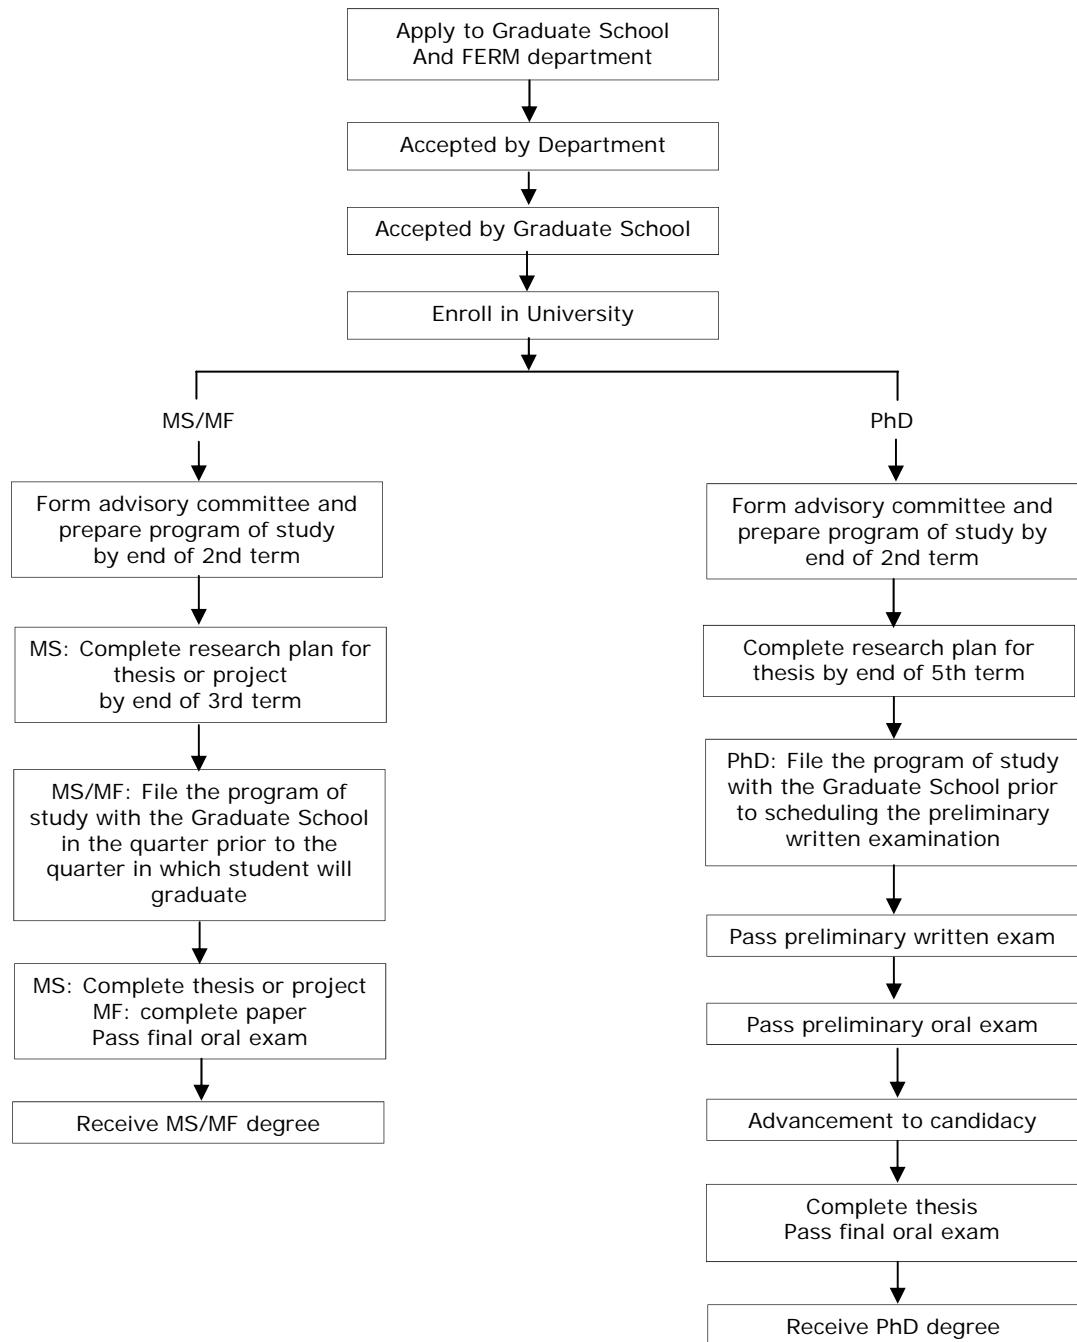 Apply to Graduate School
And FERM department
Accepted by Department
Accepted by Graduate School
Enroll in University
MS/MF
Form advisory committee and
prepare program of study
by end of 2nd term
MS: Complete research plan for
thesis or project
by end of 3rd term
MS/MF: File the program of
study with the Graduate School
in the quarter prior to the
quarter in which student will
graduate
MS: Complete thesis or project
MF: complete paper
Pass final oral exam
Receive MS/MF degree
PhD
Form advisory committee and
prepare program of study by
end of 2nd term
Complete research plan for
thesis by end of 5th term
PhD: File the program of study
with the Graduate School prior
to scheduling the preliminary
written examination
Pass preliminary written exam
Pass preliminary oral exam
Advancement to candidacy
Complete thesis
Pass final oral exam
Receive PhD degree